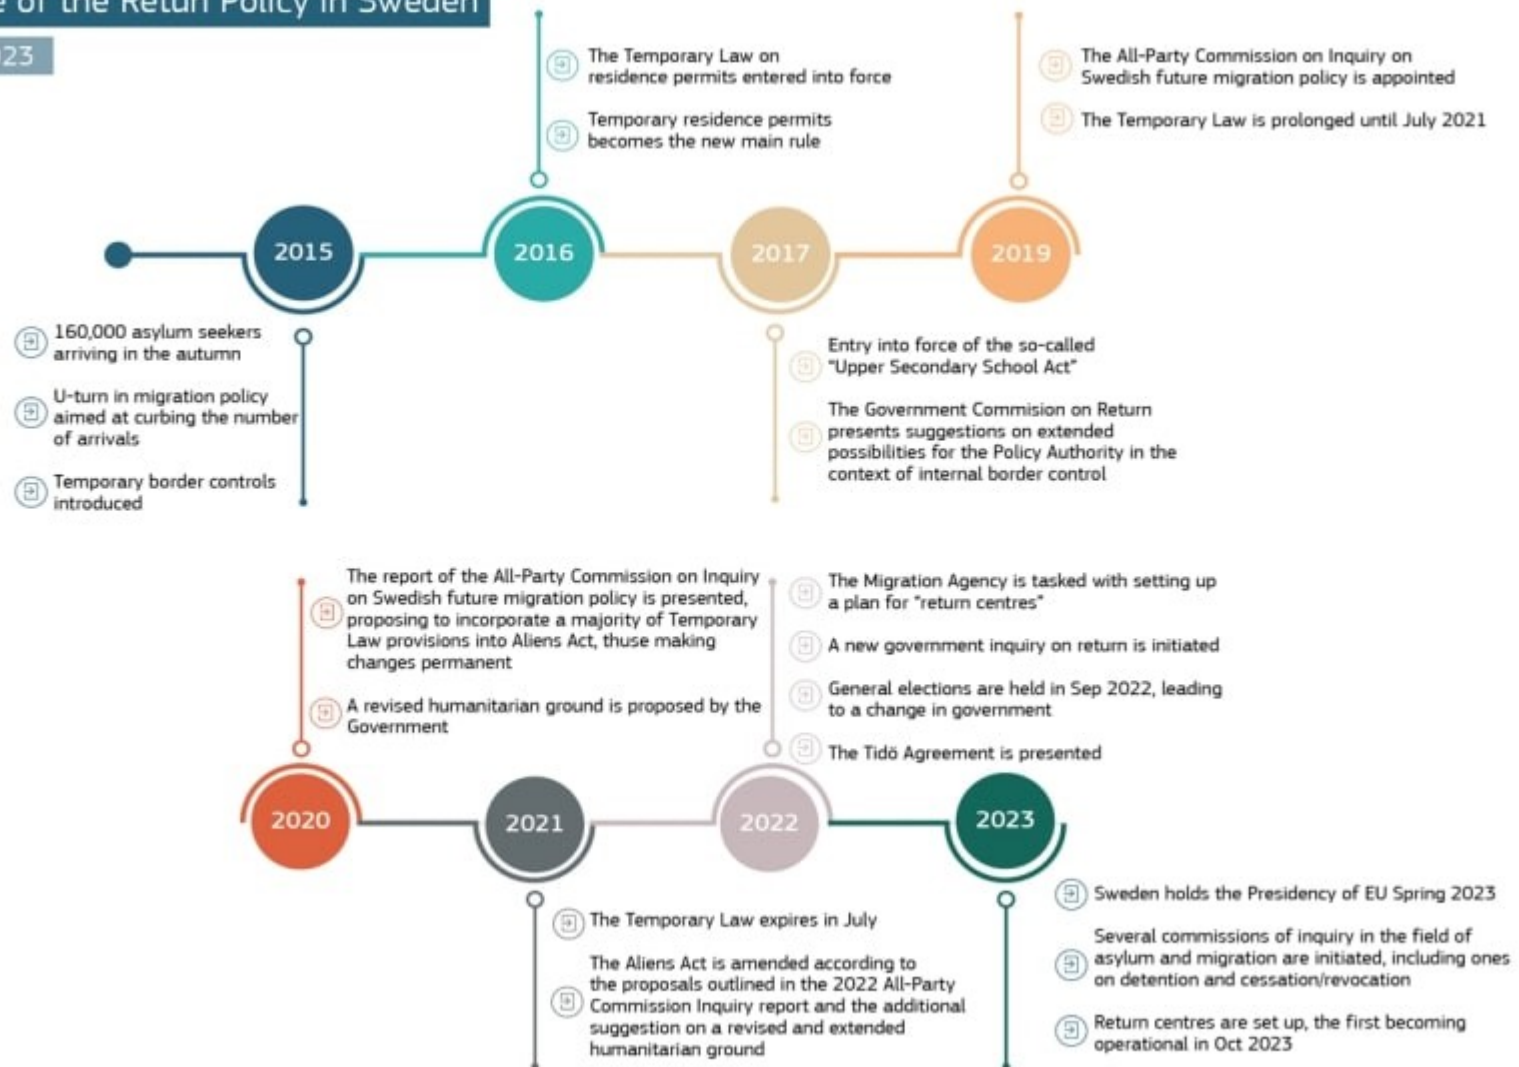 e of the Return Policy in Sweden
23
The Temporary Law on
residence permits entered into force
Temporary residence permits
becomes the new main rule
The All-Party Commission on Inquiry on
Swedish future migration policy is appointed
The Temporary Law is prolonged until July 2021
2015
2016
2017
2019
160,000 asylum seekers
arriving in the autumn
U-turn in migration policy
aimed at curbing the number
of arrivals
Temporary border controls
introduced
Entry into force of the so-called
"Upper Secondary School Act"
The Government Commision on Return
presents suggestions on extended
possibilities for the Policy Authority in the
context of internal border control
The report of the All-Party Commission on Inquiry
on Swedish future migration policy is presented,
proposing to incorporate a majority of Temporary
Law provisions into Aliens Act, thuse making
changes permanent
A revised humanitarian ground is proposed by the
Government
The Migration Agency is tasked with setting up
a plan for "return centres"
A new government inquiry on return is initiated
General elections are held in Sep 2022, leading
to a change in government
The Tidö Agreement is presented
2020
2021
2022
2023
The Temporary Law expires in July
The Aliens Act is amended according to
the proposals outlined in the 2022 All-Party
Commission Inquiry report and the additional
suggestion on a revised and extended
humanitarian ground
Sweden holds the Presidency of EU Spring 2023
Several commissions of inquiry in the field of
asylum and migration are initiated, including ones
on detention and cessation/revocation
Return centres are set up, the first becoming
operational in Oct 2023